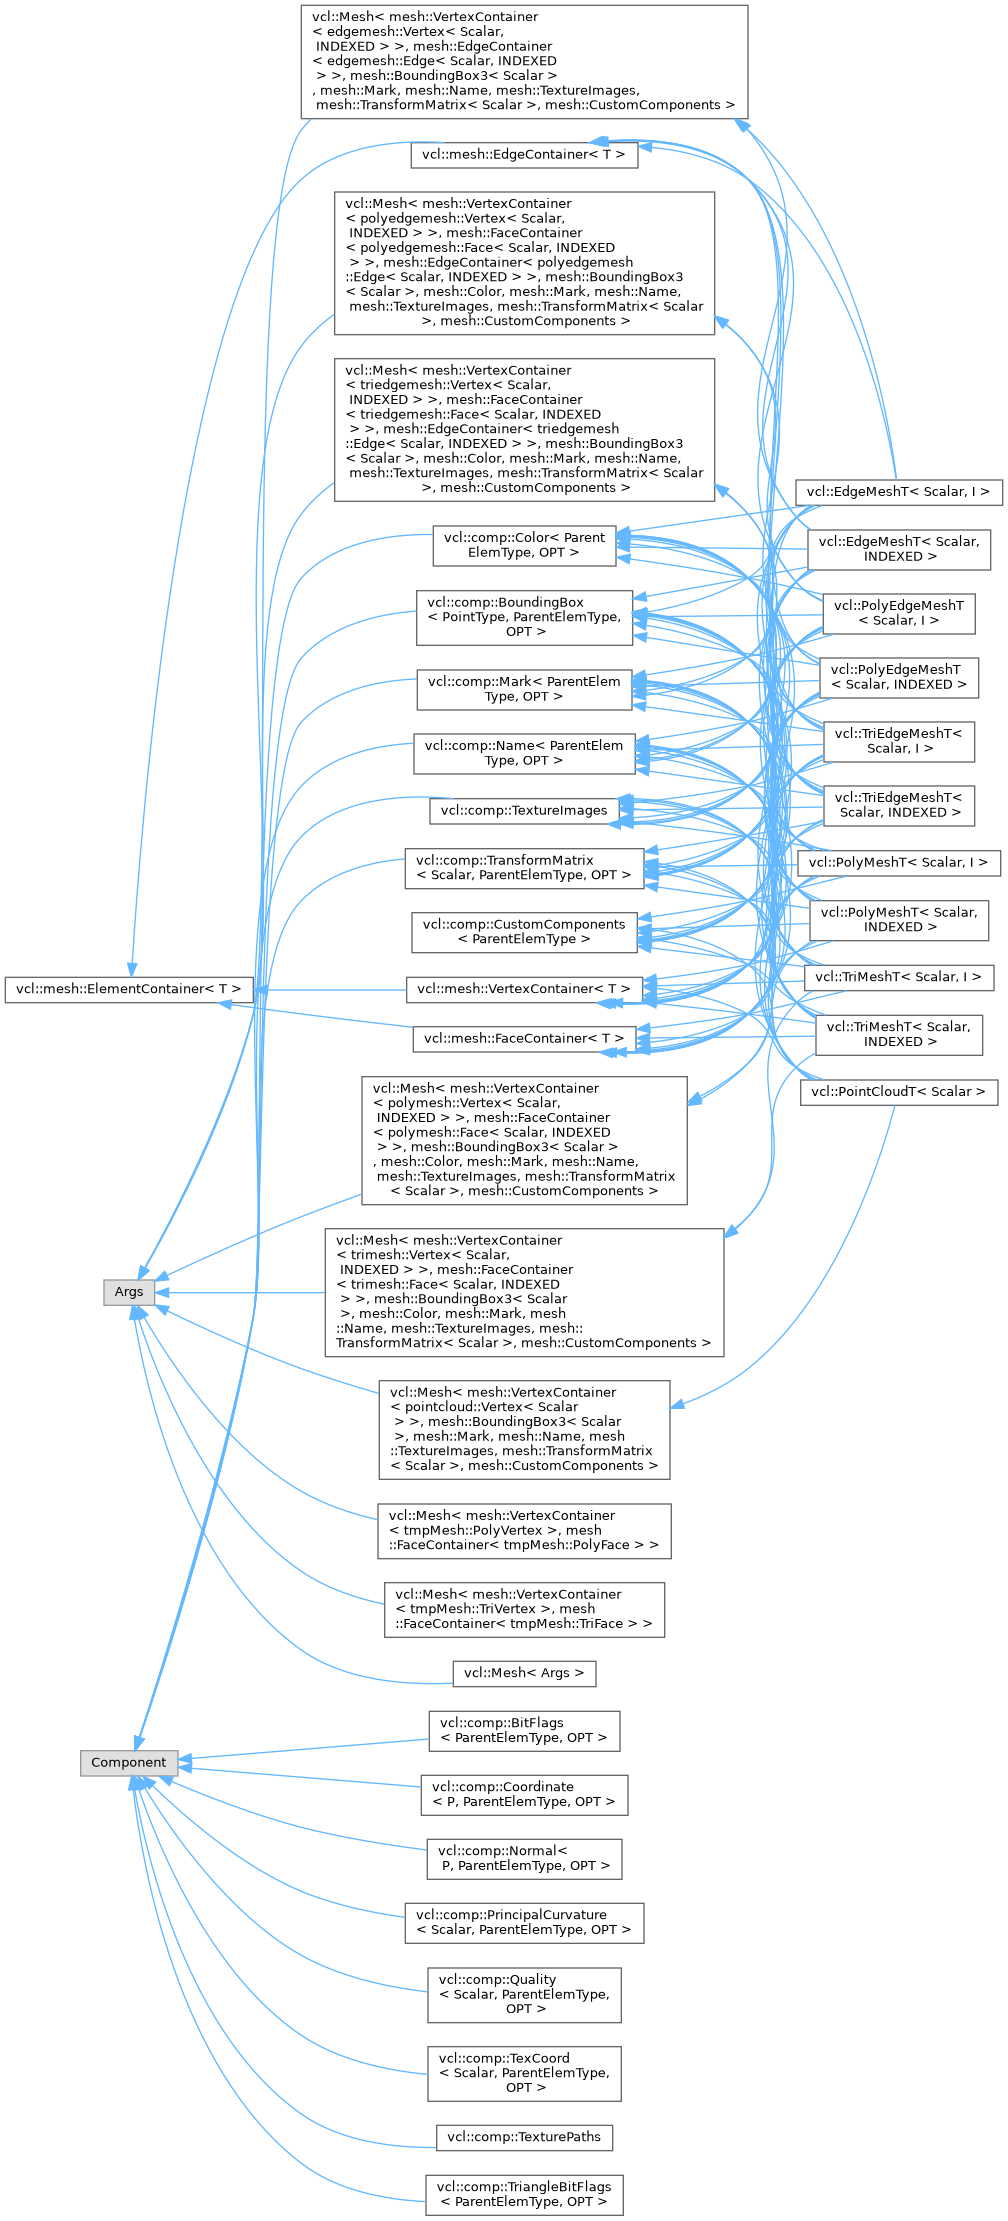 vcl::Mesh< mesh::VertexContainer
< edgemesh::Vertex< Scalar,
INDEXED > >, mesh::EdgeContainer
< edgemesh::Edge< Scalar, INDEXED
> >, mesh::BoundingBox3< Scalar >
, mesh::Mark, mesh::Name, mesh::TextureImages,
mesh::TransformMatrix< Scalar >, mesh::CustomComponents >
vcl::mesh::EdgeContainer< T >
vcl::Mesh< mesh::VertexContainer
< polyedgemesh::Vertex< Scalar,
INDEXED > >, mesh::FaceContainer
< polyedgemesh::Face< Scalar, INDEXED
> >, mesh::EdgeContainer< polyedgemesh
::Edge< Scalar, INDEXED > >, mesh::BoundingBox3
< Scalar >, mesh::Color, mesh::Mark, mesh::Name,
mesh::TextureImages, mesh::TransformMatrix< Scalar
>, mesh::CustomComponents >
vcl::Mesh< mesh::VertexContainer
< triedgemesh::Vertex< Scalar,
INDEXED > >, mesh::FaceContainer
< triedgemesh::Face< Scalar, INDEXED
> >, mesh::EdgeContainer< triedgemesh
::Edge< Scalar, INDEXED > >, mesh::BoundingBox3
< Scalar >, mesh::Color, mesh::Mark, mesh::Name,
mesh::TextureImages, mesh::TransformMatrix< Scalar
>, mesh::CustomComponents >
vcl::comp::Color< Parent
ElemType, OPT >
vcl::comp::BoundingBox
< PointType, ParentElemType,
OPT >
vcl::comp::Mark< ParentElem
Type, OPT >
vcl::comp::Name< ParentElem
Type, OPT >
vcl::comp::TextureImages
vcl::comp::TransformMatrix
< Scalar, ParentElemType, OPT >
vcl::comp::CustomComponents
< ParentElemType >
vcl::mesh::ElementContainer< T >
vcl::mesh::VertexContainer< T >
vcl::mesh::FaceContainer< T >
vcl::EdgeMeshT< Scalar, I >
vcl::EdgeMeshT< Scalar,
INDEXED >
vcl::PolyEdgeMeshT
< Scalar, I >
vcl::PolyEdgeMeshT
< Scalar, INDEXED >
vcl::TriEdgeMeshT<
Scalar, I >
vcl::TriEdgeMeshT<
Scalar, INDEXED >
vcl::PolyMeshT< Scalar, I >
vcl::PolyMeshT< Scalar,
INDEXED >
vcl::TriMeshT< Scalar, I >
vcl::TriMeshT< Scalar,
INDEXED >
vcl::PointCloudT< Scalar >
vcl::Mesh< mesh::VertexContainer
< polymesh::Vertex< Scalar,
INDEXED > >, mesh::FaceContainer
< polymesh::Face< Scalar, INDEXED
> >, mesh::BoundingBox3< Scalar >
, mesh::Color, mesh::Mark, mesh::Name,
mesh::TextureImages, mesh::TransformMatrix
< Scalar >, mesh::CustomComponents >
Args
vcl::Mesh< mesh::VertexContainer
< trimesh::Vertex< Scalar,
INDEXED > >, mesh::FaceContainer
< trimesh::Face< Scalar, INDEXED
> >, mesh::BoundingBox3< Scalar
>, mesh::Color, mesh::Mark, mesh
::Name, mesh::TextureImages, mesh::
TransformMatrix< Scalar >, mesh::CustomComponents >
vcl::Mesh< mesh::VertexContainer
< pointcloud::Vertex< Scalar
> >, mesh::BoundingBox3< Scalar
>, mesh::Mark, mesh::Name, mesh
::TextureImages, mesh::TransformMatrix
< Scalar >, mesh::CustomComponents >
vcl::Mesh< mesh::VertexContainer
< tmpMesh::PolyVertex >, mesh
::FaceContainer< tmpMesh::PolyFace > >
vcl::Mesh< mesh::VertexContainer
< tmpMesh::TriVertex >, mesh
::FaceContainer< tmpMesh::TriFace > >
vcl::Mesh< Args >
Component
vcl::comp::BitFlags
< ParentElemType, OPT >
vcl::comp::Coordinate
< P, ParentElemType, OPT >
vcl::comp::Normal<
P, ParentElemType, OPT >
vcl::comp::PrincipalCurvature
< Scalar, ParentElemType, OPT >
vcl::comp::Quality
< Scalar, ParentElemType,
OPT >
vcl::comp::TexCoord
< Scalar, ParentElemType,
OPT >
vcl::comp::TexturePaths
vcl::comp::TriangleBitFlags
< ParentElemType, OPT >